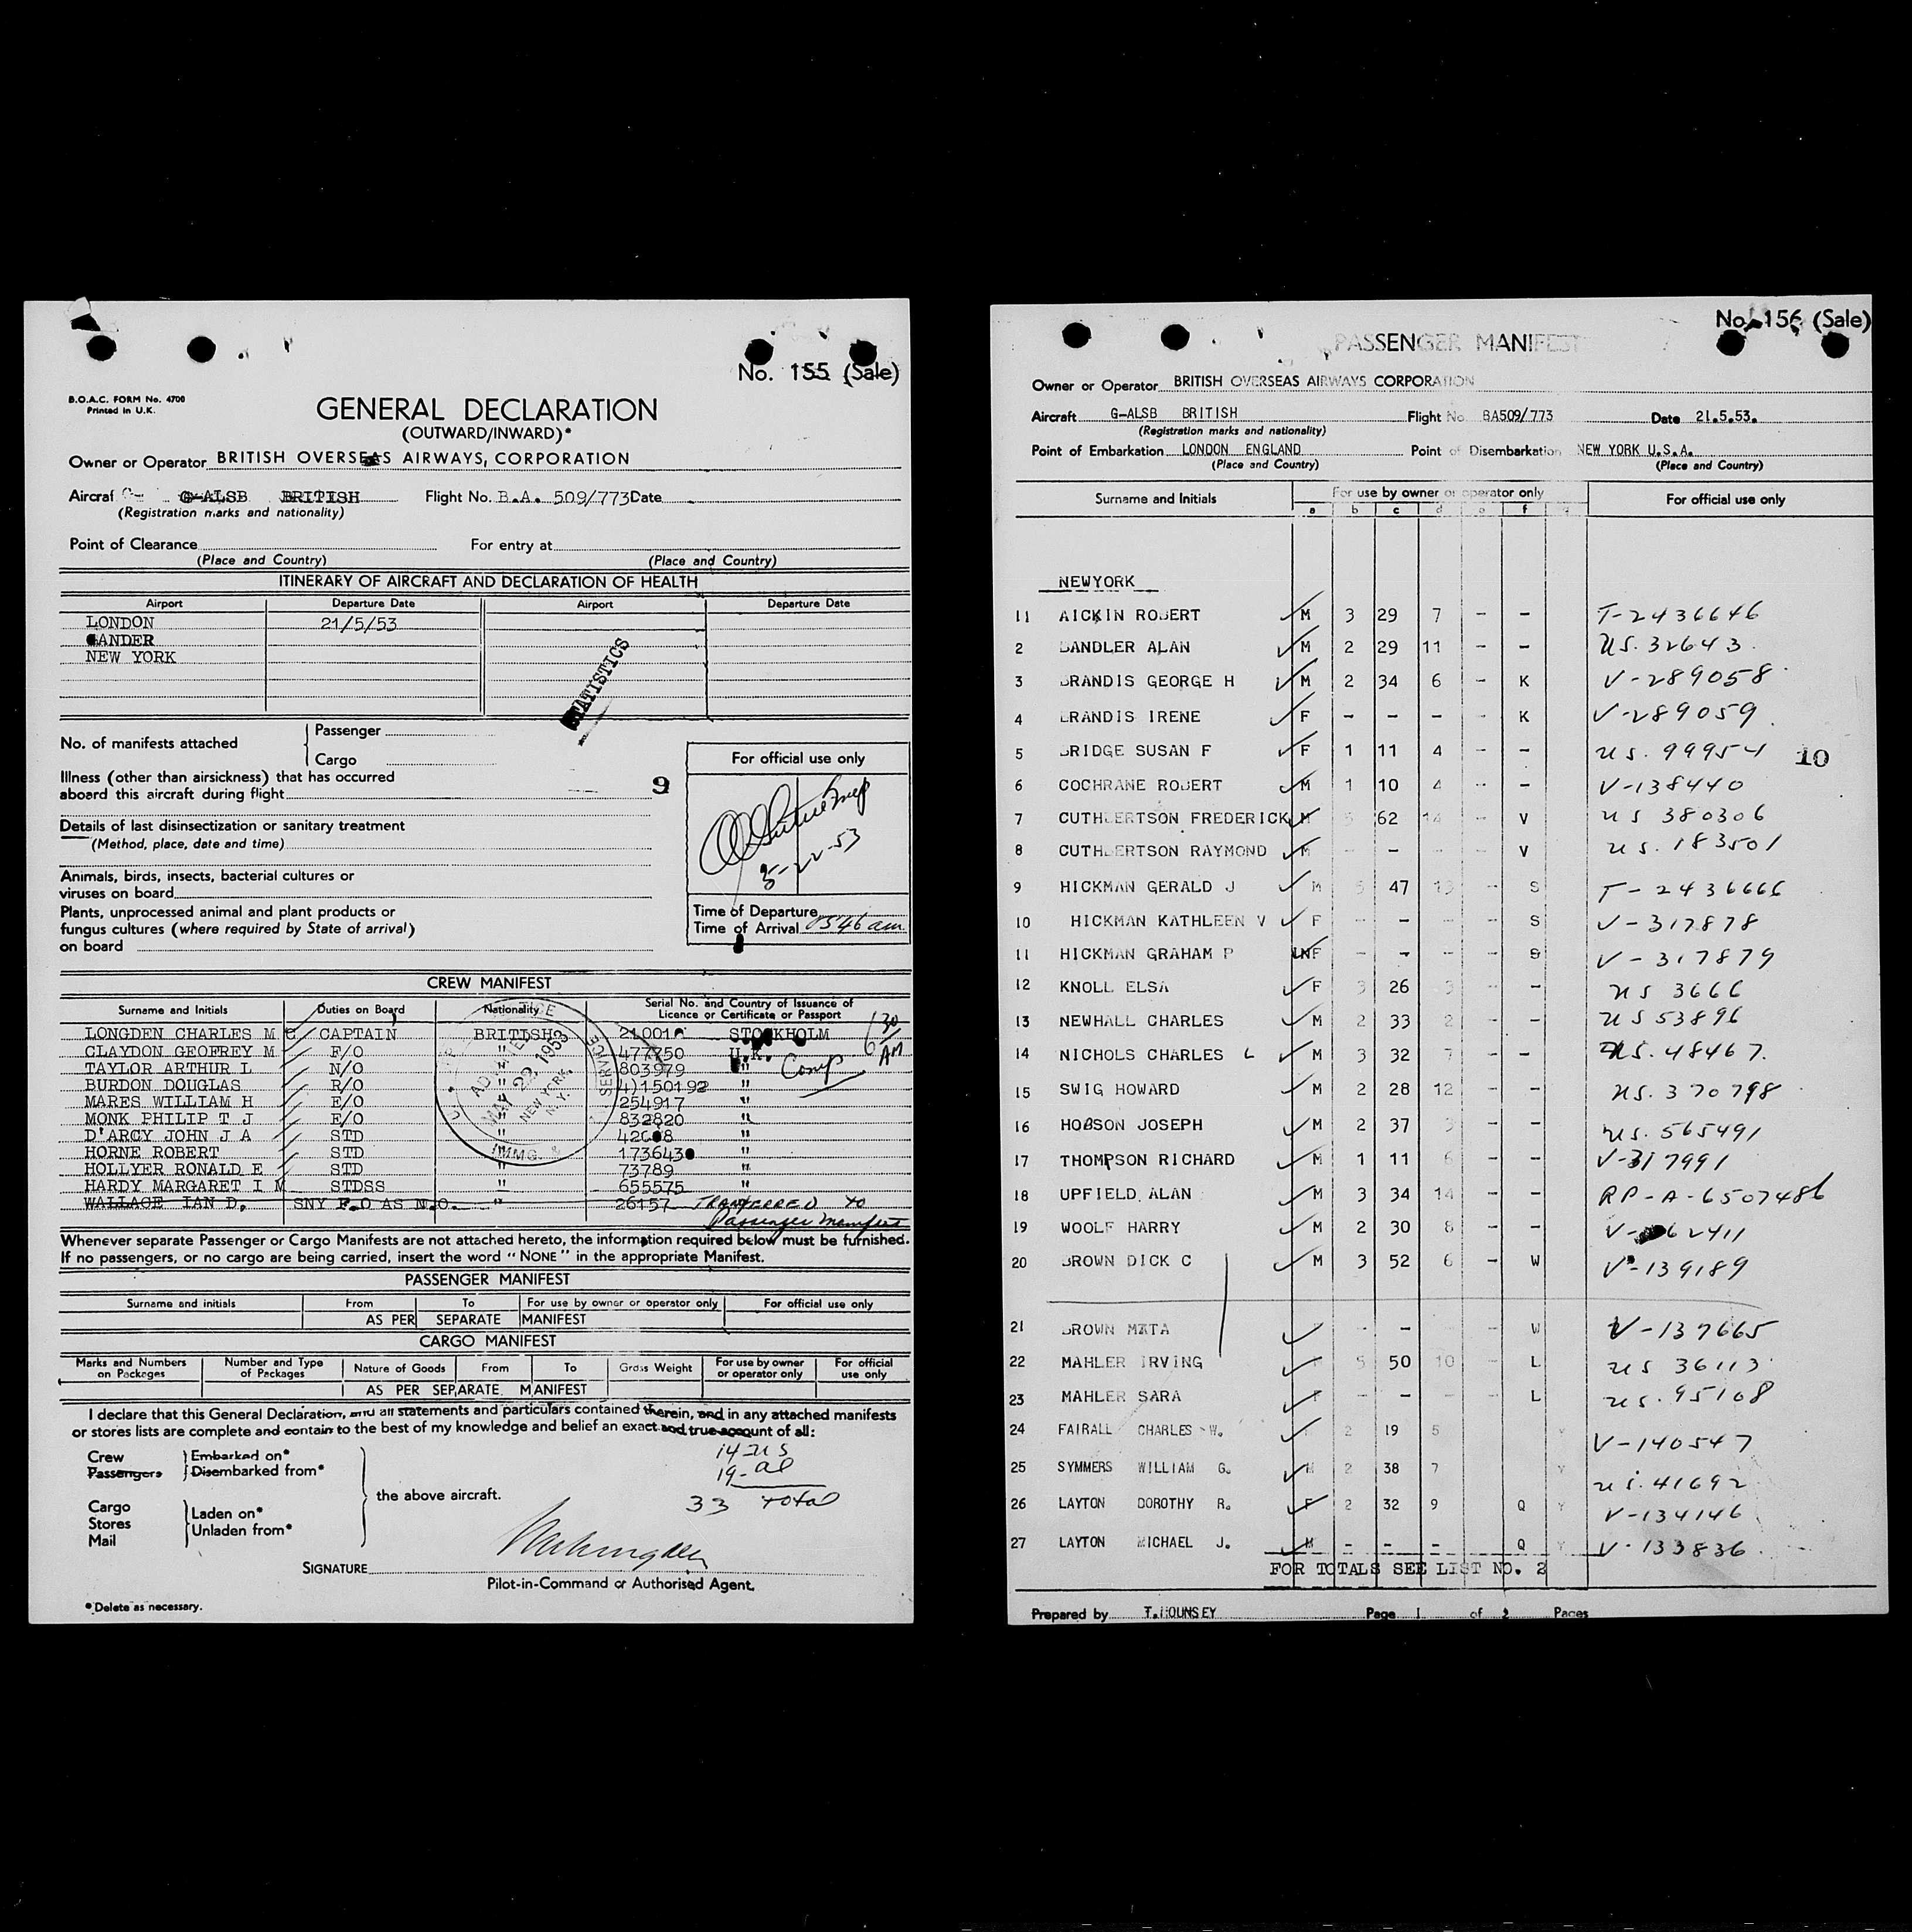 No. 155 (Sale)
B.O.A.C. FORM No. 4700
Printed in U.K.
GENERAL DECLARATION
(OUTWARD/INWARD)*
Owner or Operator BRITISH OVERSEAS AIRWAYS, CORPORATION
Aircraf G- G-ALSB BRITISH Flight No. B.A. 509/773 Date
(Registration marks and nationality)
Point of Clearance For entry at
(Place and Country) (Place and Country)
ITINERARY OF AIRCRAFT AND DECLARATION OF HEALTH
Airport Departure Date Airport Departure Date
LONDON 21/5/53
GANDER
NEW YORK
STATISTICS
No. of manifests attached
Passenger
Cargo
Illness (other than airsickness) that has occurred
aboard this aircraft during flight
9
Details of last disinsectization or sanitary treatment
(Method, place, date and time)
Animals, birds, insects, bacterial cultures or
viruses on board
Plants, unprocessed animal and plant products or
fungus cultures (where required by State of arrival)
on board
For official use only
5-22-53
Time of Departure
Time of Arrival 0546 am
CREW MANIFEST
Surname and Initials Duties on Board Nationality Serial No. and Country of Issuance of
Licence or Certificate or Passport
LONGDEN CHARLES M C CAPTAIN BRITISH 21001A STOCKHOLM
CLAYDON GEOFREY M F/O " 477750 U.K.
TAYLOR ARTHUR L N/O " 803979 "
BURDON DOUGLAS R/O " 4)150192 "
MARES WILLIAM H E/O " 254917 "
MONK PHILIP T J E/O " 832820 "
D'ARCY JOHN J A STD " "
HORNE ROBERT STD " "
HOLLYER RONALD E STD " 73789 "
HARDY MARGARET I M STDSS " 655575 "
WALLACE IAN D. SNY F.O AS N.O. " 26157 TRANSFERRED TO
Passenger Manifest
630 AM
Comp
ADMITTED
MAY 22, 1953
NEW YORK, N.Y.
IMMG. & SERVICE
Whenever separate Passenger or Cargo Manifests are not attached hereto, the information required below must be furnished.
If no passengers, or no cargo are being carried, insert the word "NONE" in the appropriate Manifest.
PASSENGER MANIFEST
Surname and initials From To For use by owner or operator only For official use only
AS PER SEPARATE MANIFEST
CARGO MANIFEST
Marks and Numbers on Packages Number and Type of Packages Nature of Goods From To Gross Weight For use by owner or operator only For official use only
AS PER SEPARATE MANIFEST
I declare that this General Declaration, and all statements and particulars contained therein, and in any attached manifests
or stores lists are complete and contain to the best of my knowledge and belief an exact and true account of all:
14-US
19-al
33 total
Crew Embarked on*
Passengers Disembarked from*
the above aircraft.
Cargo
Stores
Mail
Laden on*
Unladen from*
SIGNATURE
Pilot-in-Command or Authorised Agent.
* Delete as necessary.
No. 156 (Sale)
PASSENGER MANIFEST
Owner or Operator BRITISH OVERSEAS AIRWAYS CORPORATION
Aircraft G-ALSB BRITISH Flight No. BA509/773 Date 21.5.53.
(Registration marks and nationality)
Point of Embarkation LONDON ENGLAND Point of Disembarkation NEW YORK U.S.A.
(Place and Country) (Place and Country)
Surname and Initials For use by owner or operator only For official use only
a b c d e f g
NEWYORK
11 AICKIN ROBERT M 3 29 7 - - T-2436646
2 BANDLER ALAN M 2 29 11 - - US. 32643.
3 BRANDIS GEORGE H M 2 34 6 - K V-289058.
4 BRANDIS IRENE F - - - - K V-289059.
5 BRIDGE SUSAN F F 1 11 4 - - US. 99954
10
6 COCHRANE ROBERT M 1 10 4 - - V-138440
7 CUTHBERTSON FREDERICK M 5 62 14 - V US 380306
8 CUTHBERTSON RAYMOND M - - - - V US. 183501
9 HICKMAN GERALD J M 5 47 13 - S T-2436666
10 HICKMAN KATHLEEN V F - - - - S V-317878
11 HICKMAN GRAHAM P INF - - - - S V-317879
12 KNOLL ELSA F 3 26 3 - - US 3666
13 NEWHALL CHARLES M 2 33 2 - - US 53896
14 NICHOLS CHARLES L M 3 32 7 - - US. 48467.
15 SWIG HOWARD M 2 28 12 - - US. 370798
16 HOBSON JOSEPH M 2 37 3 - - US. 565491
17 THOMPSON RICHARD M 1 11 6 - - V-317991
18 UPFIELD ALAN M 3 34 14 - - RP-A-6507486
19 WOOLF HARRY M 2 30 8 - - V- 62411
20 BROWN DICK C M 3 52 6 - W V-139189
21 BROWN META - - - - W V-137665
22 MAHLER IRVING M 5 50 10 - L US 36113
23 MAHLER SARA F - - - - L US. 95108
24 FAIRALL CHARLES W. 2 19 5 Y V-140547
25 SYMMERS WILLIAM G. M 2 38 7 Y US. 41692
26 LAYTON DOROTHY R. F 2 32 9 Q Y V-134146
27 LAYTON MICHAEL J. M - - - Q Y V-133836
FOR TOTALS SEE LIST NO. 2
Prepared by T.HOUNSEY Page 1 of 2 Pages